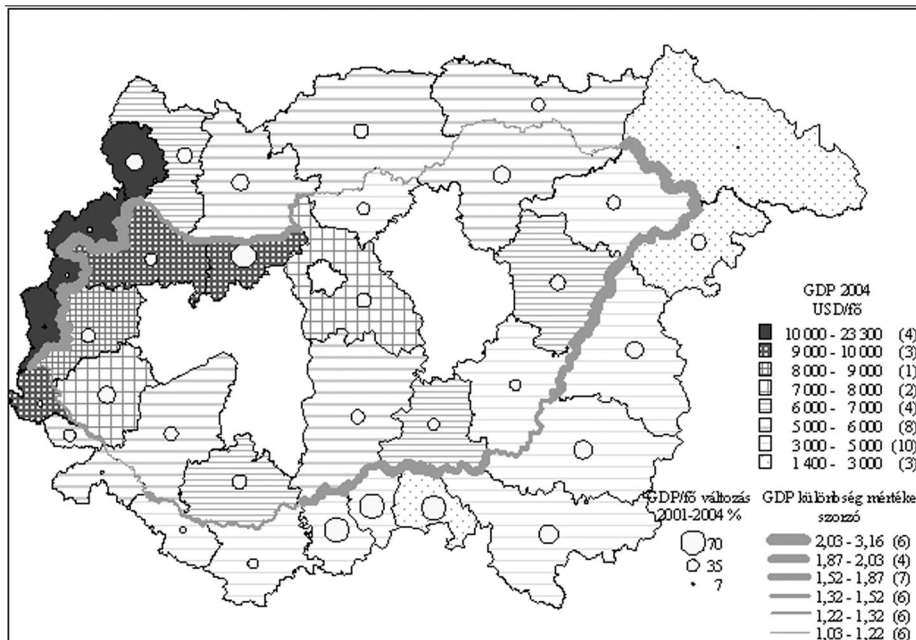 GDP 2004
USD/fő
10 000 - 23 300 (4)
9 000 - 10 000 (3)
8 000 - 9 000 (1)
7 000 - 8 000 (2)
6 000 - 7 000 (4)
5 000 - 6 000 (8)
3 000 - 5 000 (10)
1 400 - 3 000 (3)
GDP/fő változás
2001-2004 %
70
35
7
GDP különbség mértéke
szorzó
2,03 - 3,16 (6)
1,87 - 2,03 (4)
1,52 - 1,87 (7)
1,32 - 1,52 (6)
1,22 - 1,32 (6)
1,03 - 1,22 (6)